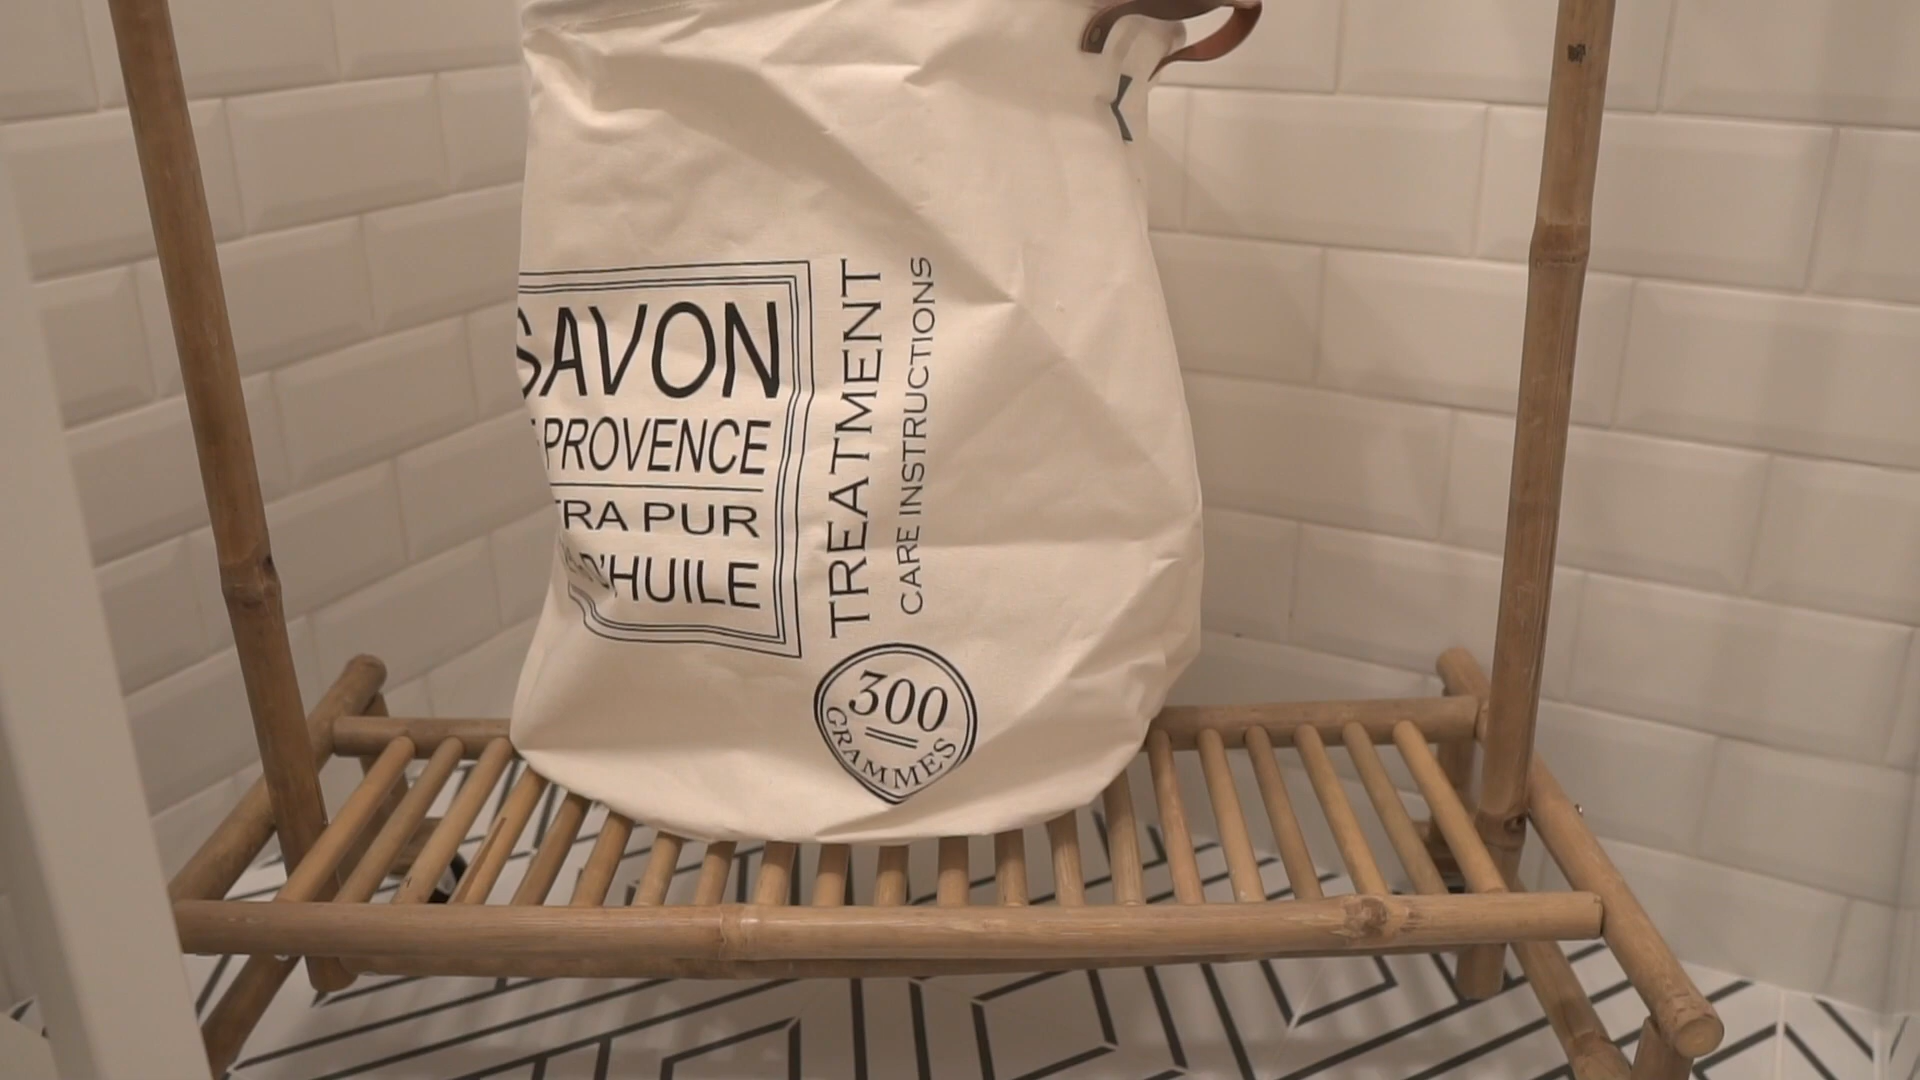 SAVON
PROVENCE
TRA PUR
D'HUILE
TREATMENT
CARE INSTRUCTIONS
300
GRAMMES